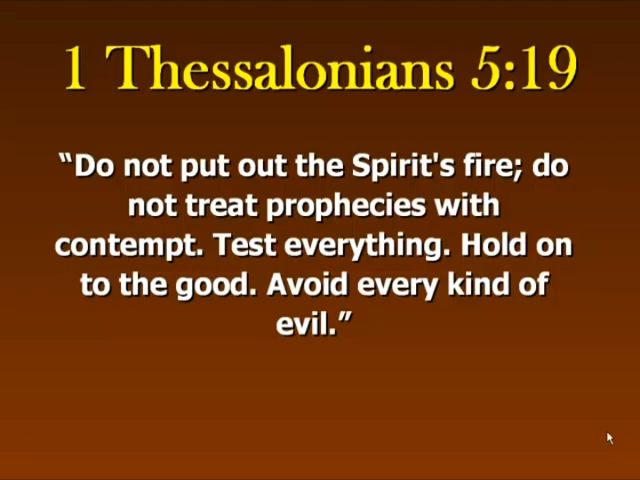 1 Thessalonians 5:19
“Do not put out the Spirit's fire; do
not treat prophecies with
contempt. Test everything. Hold on
to the good. Avoid every kind of
evil.”